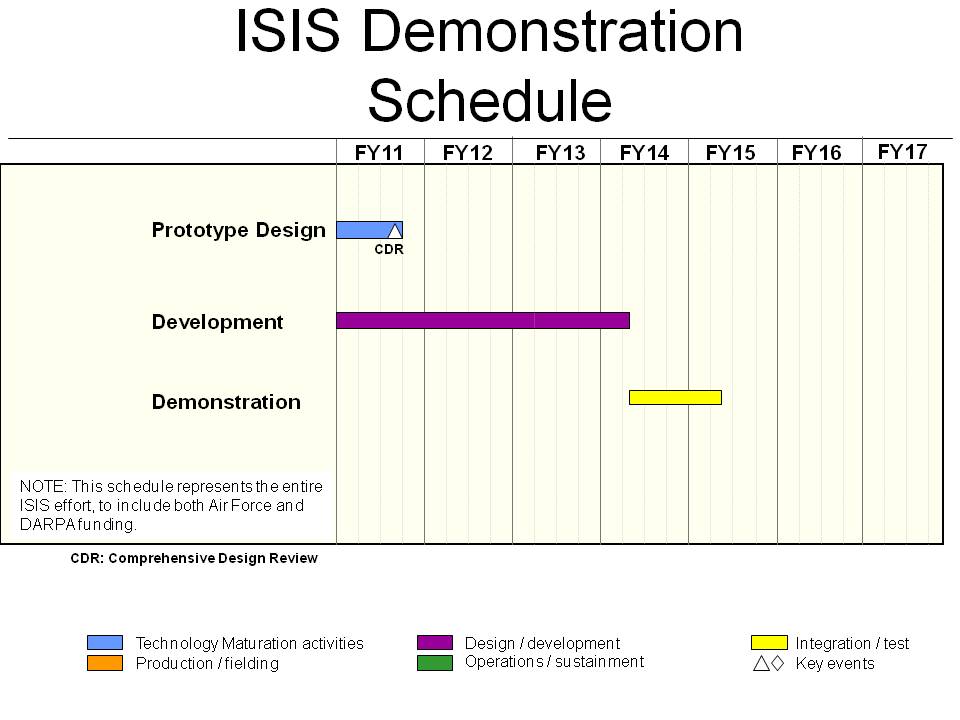 ISIS Demonstration
Schedule
FY11 FY12 FY13 FY14 FY15 FY16 FY17
Prototype Design
CDR
Development
Demonstration
NOTE: This schedule represents the entire
ISIS effort, to include both Air Force and
DARPA funding.
CDR: Comprehensive Design Review
Technology Maturation activities
Production / fielding
Design / development
Operations / sustainment
Integration / test
Key events